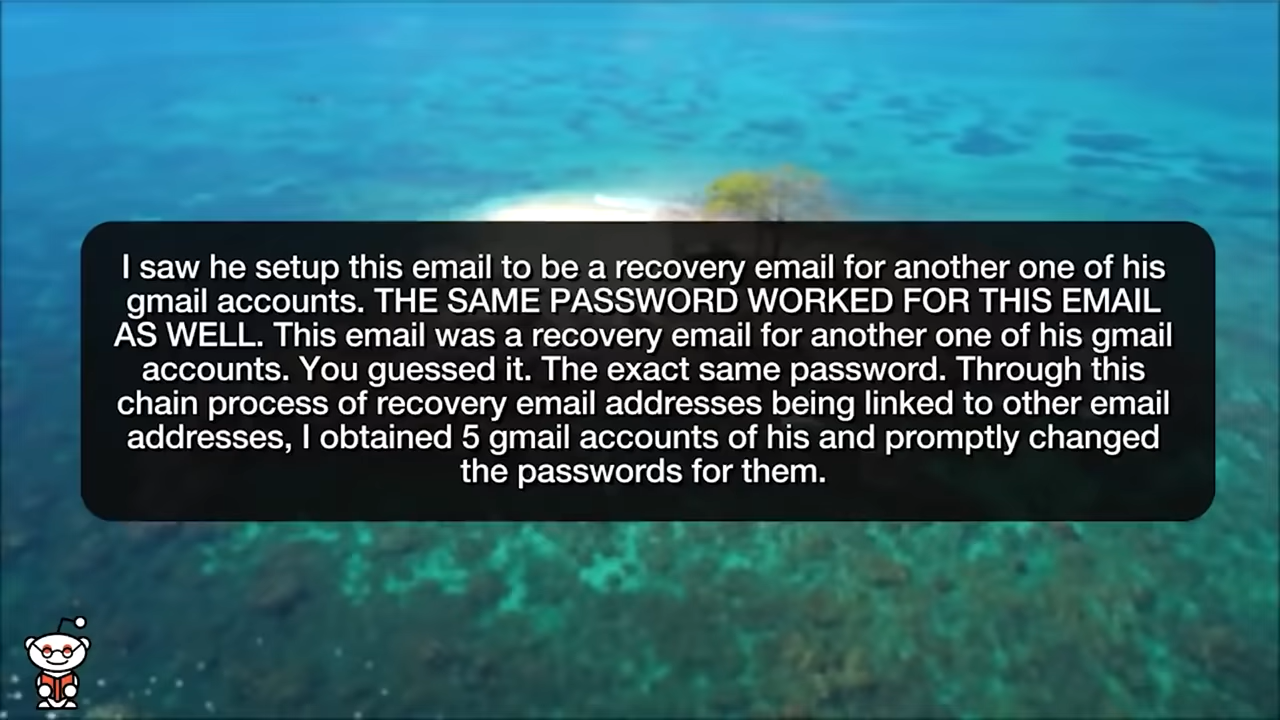 I saw he setup this email to be a recovery email for another one of his
gmail accounts. THE SAME PASSWORD WORKED FOR THIS EMAIL
AS WELL. This email was a recovery email for another one of his gmail
accounts. You guessed it. The exact same password. Through this
chain process of recovery email addresses being linked to other email
addresses, I obtained 5 gmail accounts of his and promptly changed
the passwords for them.